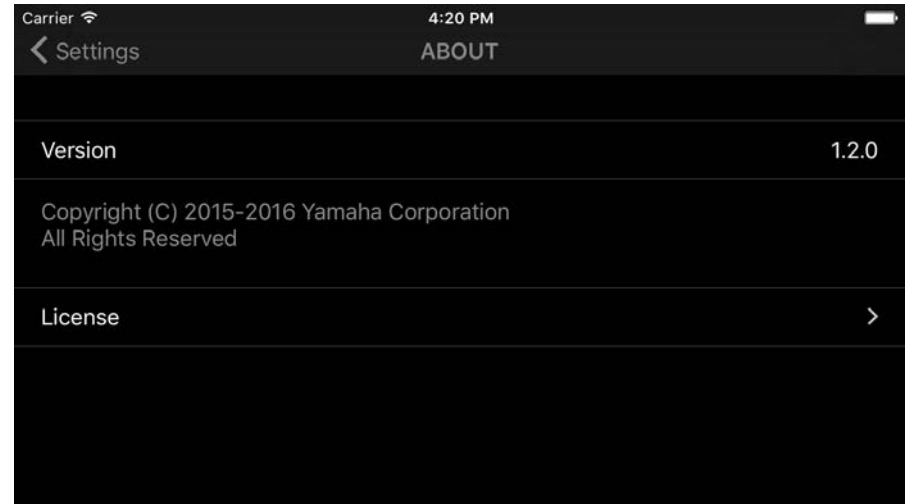 Carrier 4:20 PM
Settings ABOUT
Version 1.2.0
Copyright (C) 2015-2016 Yamaha Corporation
All Rights Reserved
License